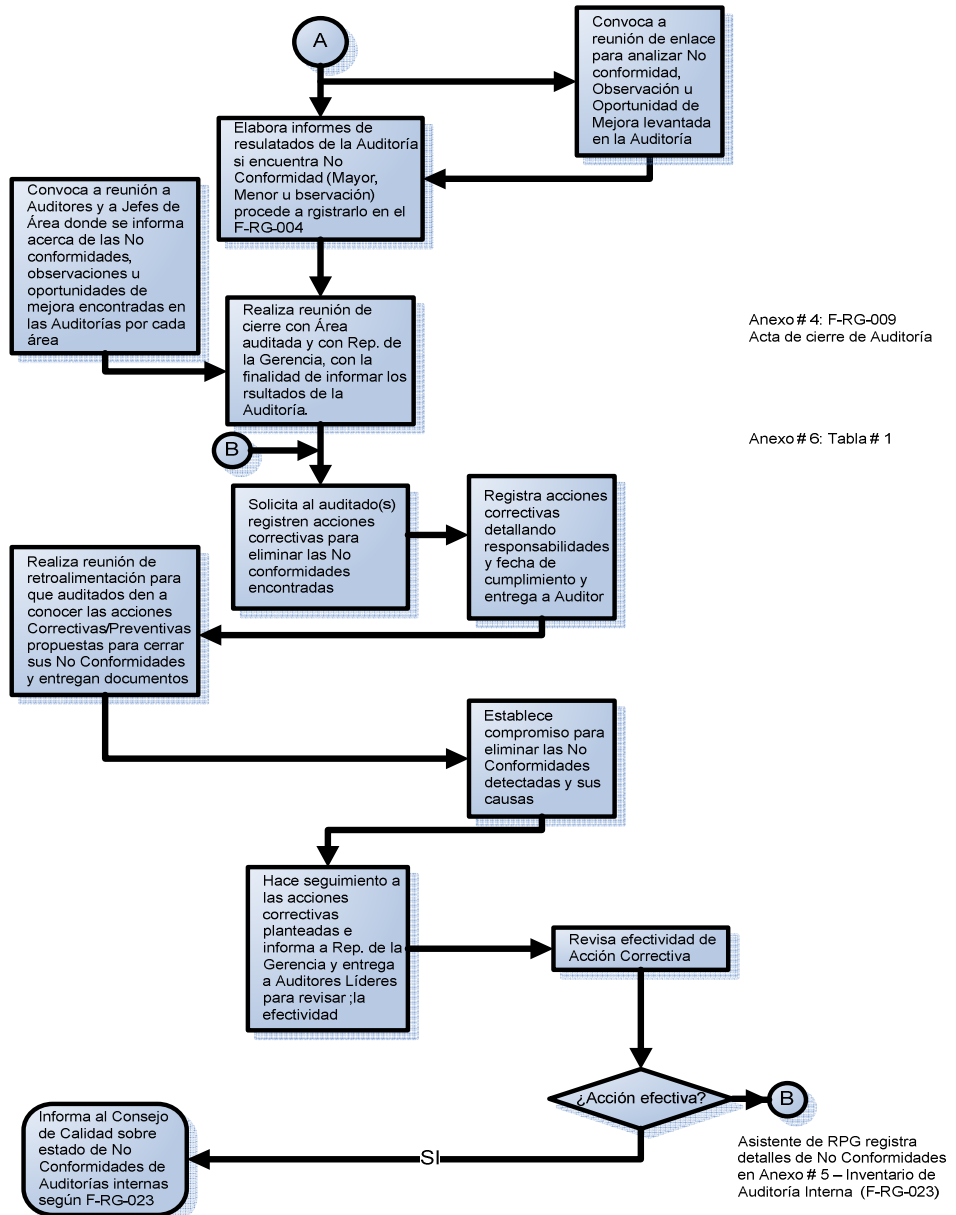 A
Convoca a
reunión de enlace
para analizar No
conformidad,
Observación u
Oportunidad de
Mejora levantada
en la Auditoría
Elabora informes de
resulatados de la Auditoría
si encuentra No
Conformidad (Mayor,
Menor u bservación)
procede a rgistrarlo en el
F-RG-004
Convoca a reunión a
Auditores y a Jefes de
Área donde se informa
acerca de las No
conformidades,
observaciones u
oportunidades de
mejora encontradas en
las Auditorías por cada
área
Realiza reunión de
cierre con Área
auditada y con Rep. de
la Gerencia, con la
finalidad de informar los
rsultados de la
Auditoría.
Anexo # 4: F-RG-009
Acta de cierre de Auditoría
B
Anexo # 6: Tabla # 1
Solicita al auditado(s)
registren acciones
correctivas para
eliminar las No
conformidades
encontradas
Registra acciones
correctivas
detallando
responsabilidades
y fecha de
cumplimiento y
entrega a Auditor
Realiza reunión de
retroalimentación para
que auditados den a
conocer las acciones
Correctivas/Preventivas
propuestas para cerrar
sus No Conformidades
y entregan documentos
Establece
compromiso para
eliminar las No
Conformidades
detectadas y sus
causas
Hace seguimiento a
las acciones
correctivas
planteadas e
informa a Rep. de la
Gerencia y entrega
a Auditores Líderes
para revisar ;la
efectividad
Revisa efectividad de
Acción Correctiva
¿Acción efectiva?
B
SI
Informa al Consejo
de Calidad sobre
estado de No
Conformidades de
Auditorías internas
según F-RG-023
Asistente de RPG registra
detalles de No Conformidades
en Anexo # 5 – Inventario de
Auditoría Interna (F-RG-023)